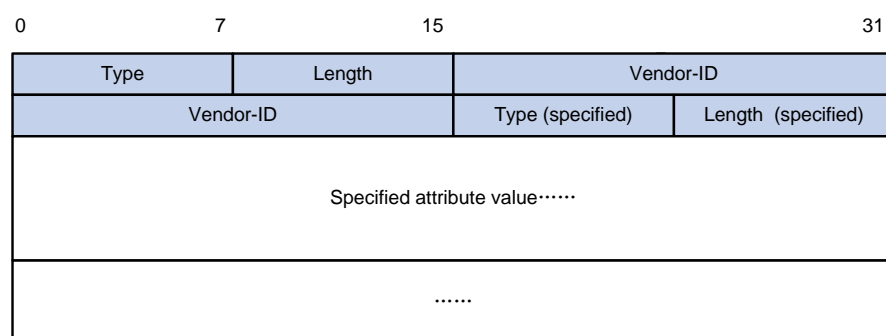 0 7 15 31
Type Length Vendor-ID
Vendor-ID Type (specified) Length (specified)
Specified attribute value……
……